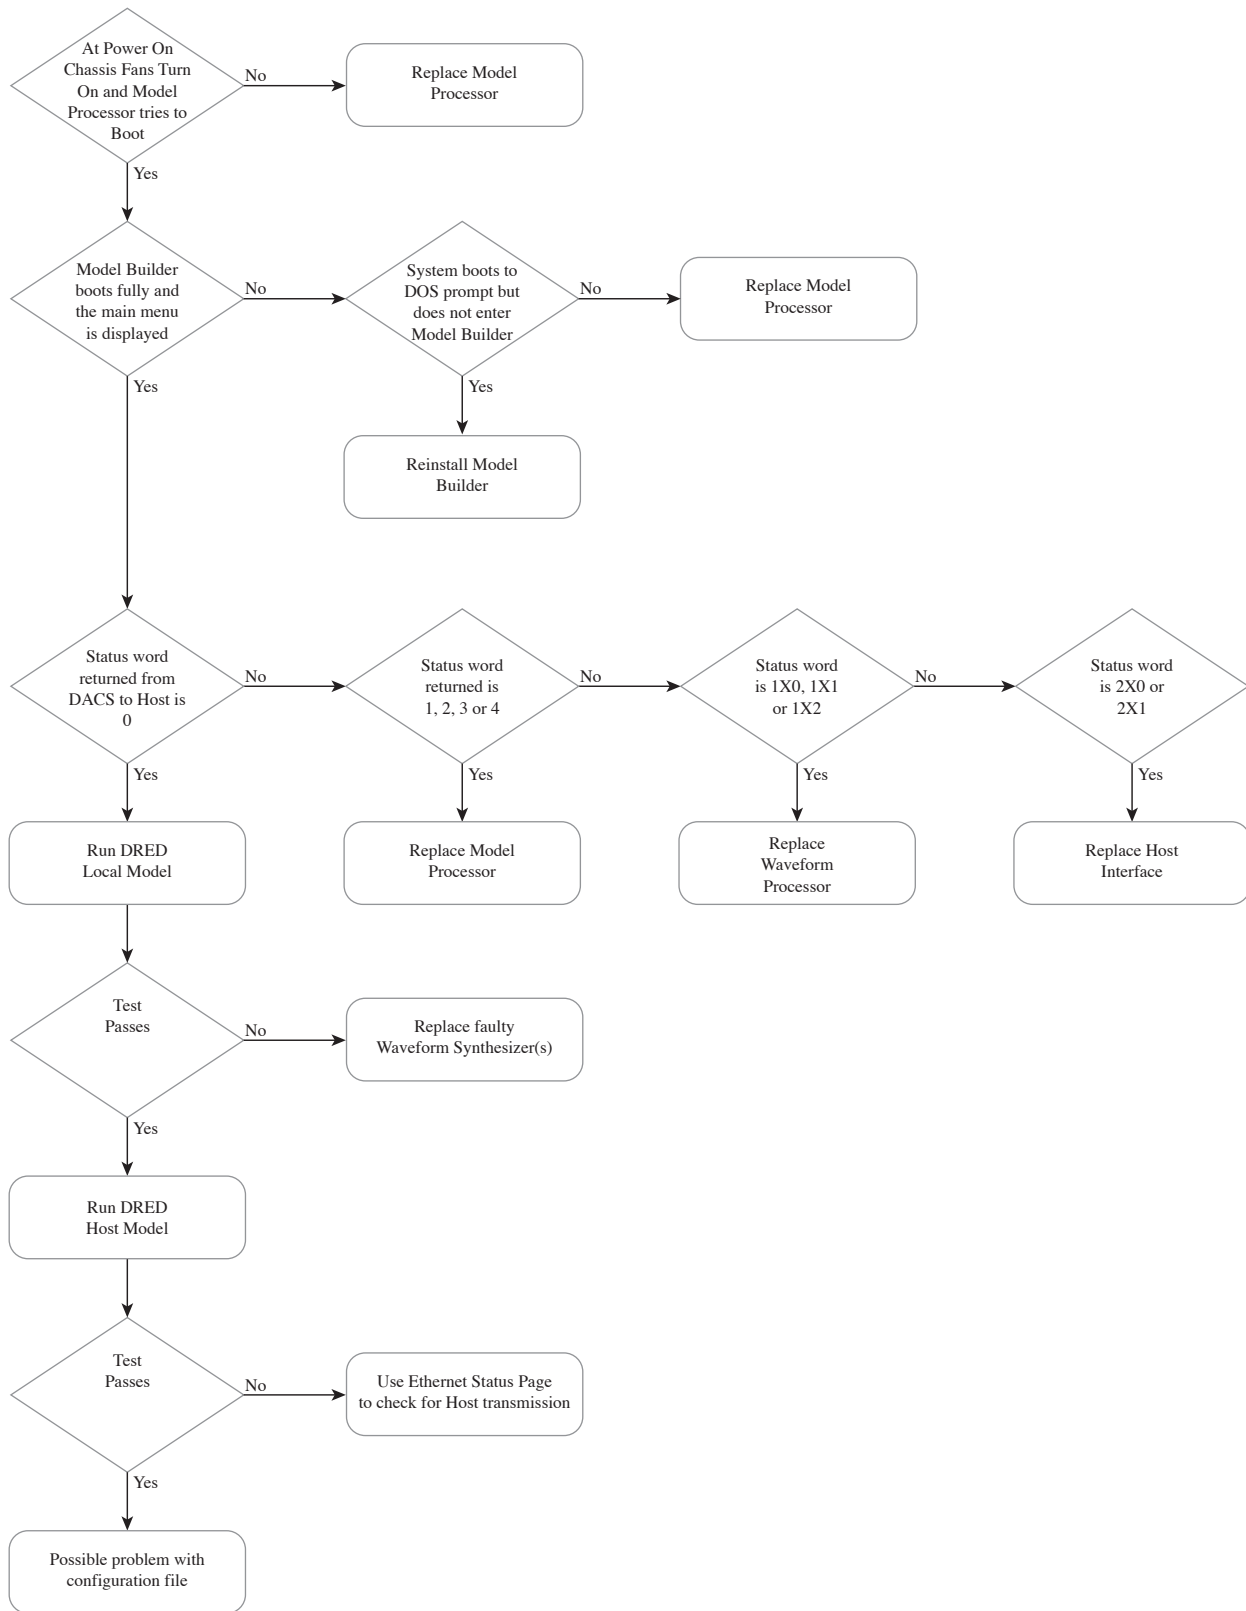 At Power On
Chassis Fans Turn
On and Model
Processor tries to
Boot
No
Replace Model
Processor
Yes
Model Builder
boots fully and
the main menu
is displayed
No
System boots to
DOS prompt but
does not enter
Model Builder
No
Replace Model
Processor
Yes
Yes
Reinstall Model
Builder
Status word
returned from
DACS to Host is
0
No
Status word
returned is
1, 2, 3 or 4
No
Status word
is 1X0, 1X1
or 1X2
No
Status word
is 2X0 or
2X1
Yes
Yes
Yes
Yes
Run DRED
Local Model
Replace Model
Processor
Replace
Waveform
Processor
Replace Host
Interface
Test
Passes
No
Replace faulty
Waveform Synthesizer(s)
Yes
Run DRED
Host Model
Test
Passes
No
Use Ethernet Status Page
to check for Host transmission
Yes
Possible problem with
configuration file